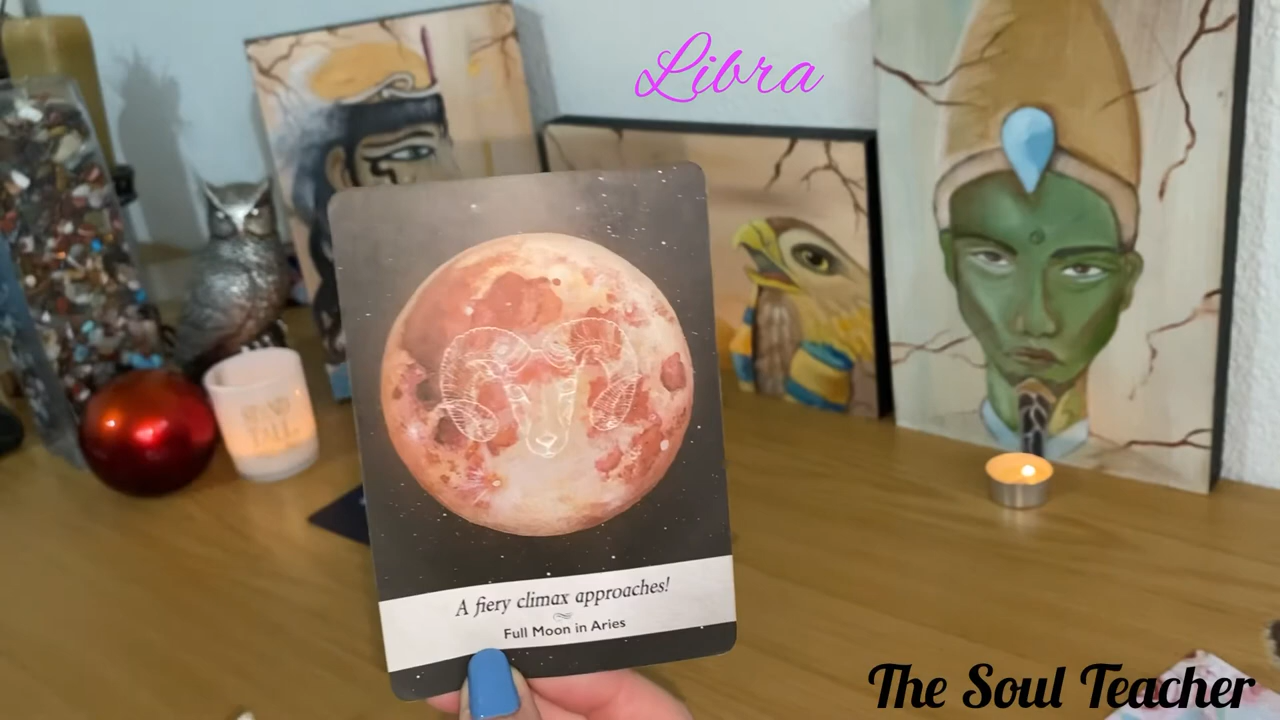 Libra
A fiery climax approaches!
Full Moon in Aries
The Soul Teacher